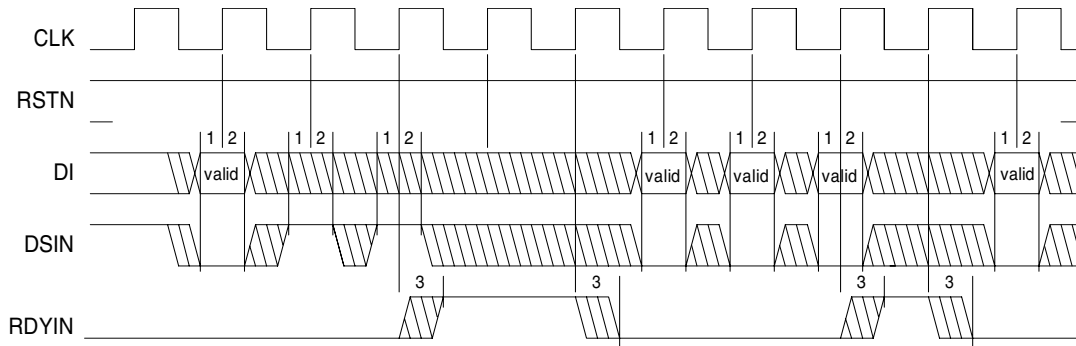 CLK
RSTN
1 2 1 2 1 2 1 2 1 2 1 2 1 2
DI valid valid valid valid valid
DSIN
3 3 3 3
RDYIN